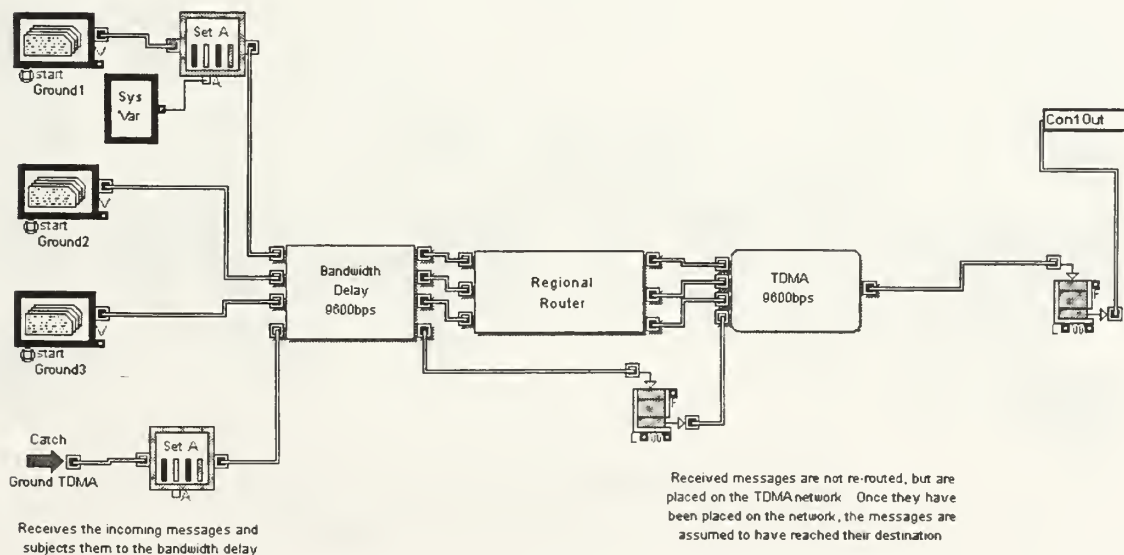 Set A
A
V
start
Ground1
Sys
Var
Con1Out
V
start
Ground2
Bandwidth
Delay
9600bps
Regional
Router
TDMA
9600bps
F
L
V
start
Ground3
F
L
Catch
Ground TDMA
Set A
A
Receives the incoming messages and
subjects them to the bandwidth delay
Received messages are not re-routed, but are
placed on the TDMA network Once they have
been placed on the network, the messages are
assumed to have reached their destination